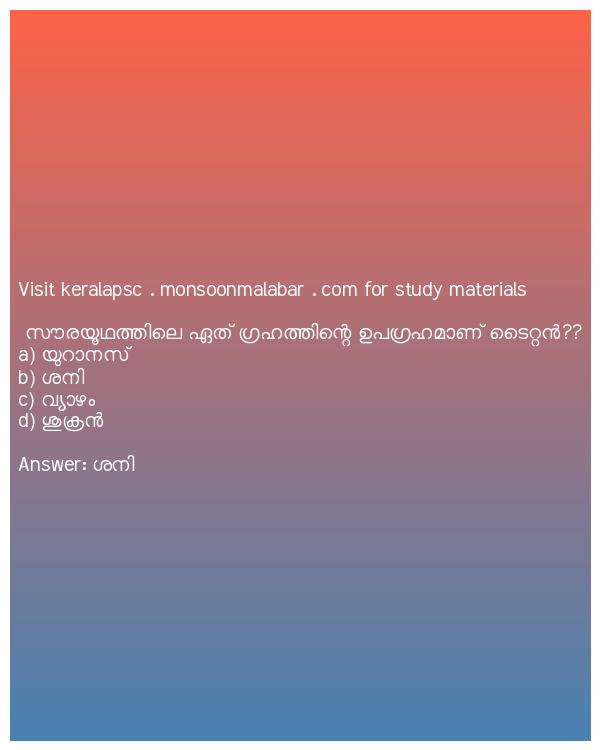 Visit keralapsc . monsoonmalabar . com for study materials
സൗരയൂഥത്തിലെ ഏത് ഗ്രഹത്തിന്റെ ഉപഗ്രഹമാണ് ടൈറ്റൻ??
a) യുറാനസ്
b) ശനി
c) വ്യാഴം
d) ശുക്രൻ
Answer: ശനി